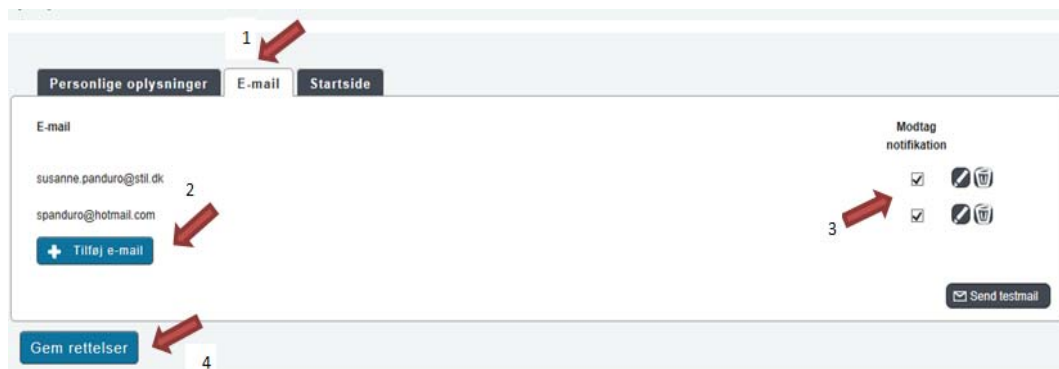 1
Personlige oplysninger
E-mail
Startside
E-mail
Modtag
notifikation
susanne.panduro@stil.dk
2
spanduro@hotmail.com
3
Tilføj e-mail
Send testmail
Gem rettelser
4